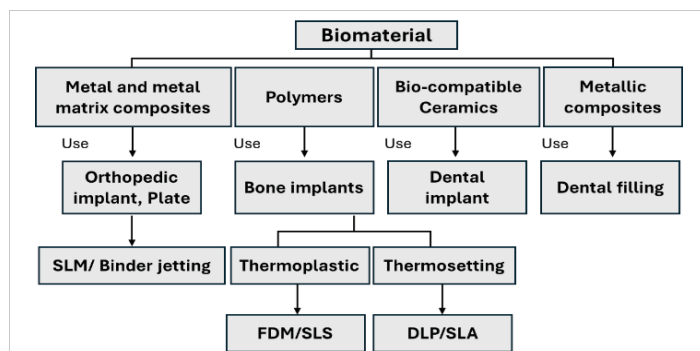 Biomaterial
Metal and metal
matrix composites
Polymers
Bio-compatible
Ceramics
Metallic
composites
Use
Use
Use
Use
Orthopedic
implant, Plate
Bone implants
Dental
implant
Dental filling
SLM/ Binder jetting
Thermoplastic
Thermosetting
FDM/SLS
DLP/SLA